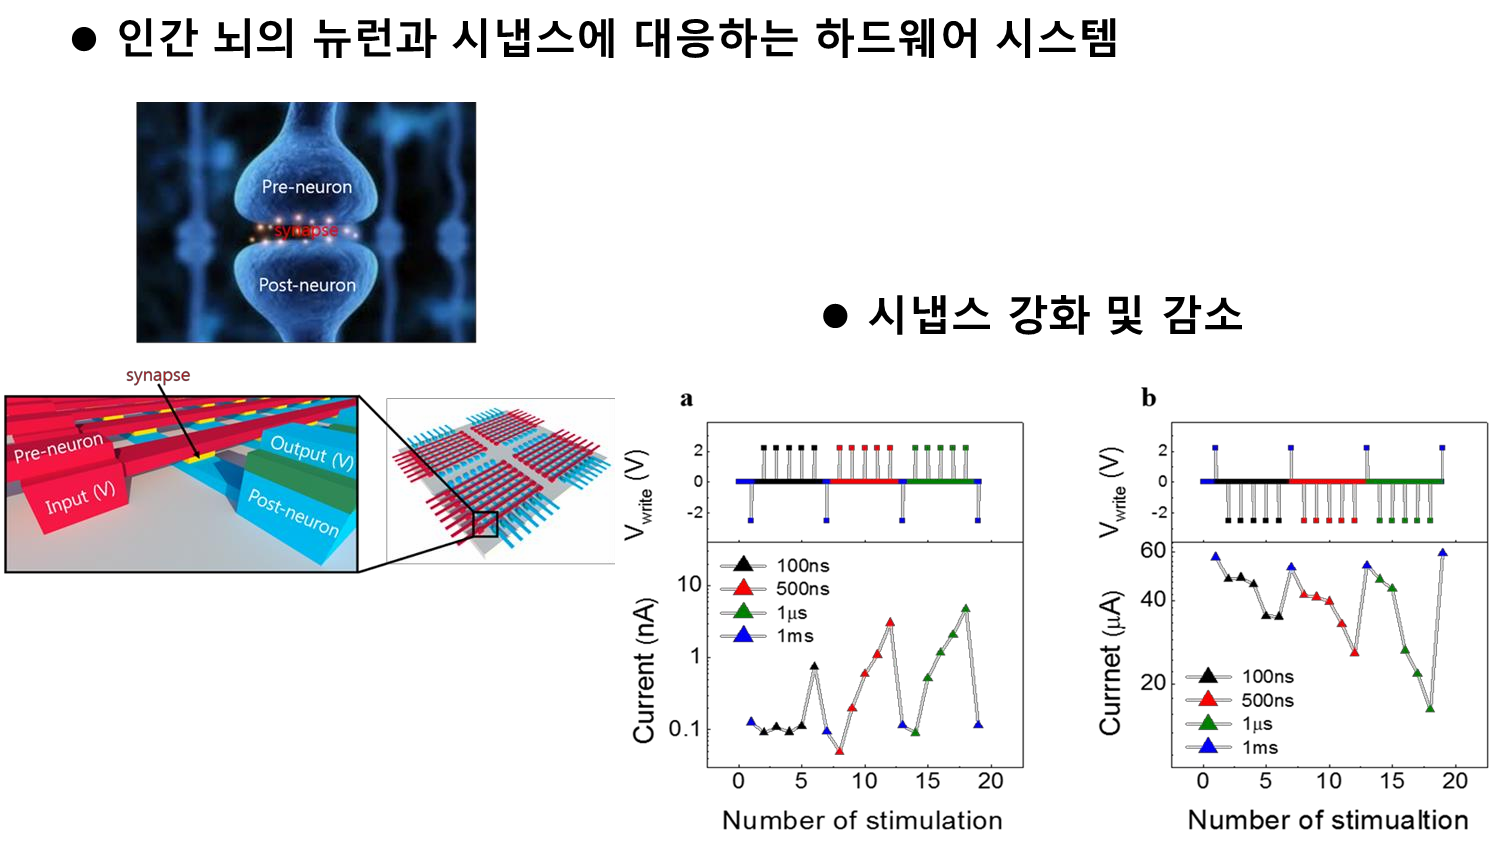 ● 인간 뇌의 뉴런과 시냅스에 대응하는 하드웨어 시스템
Pre-neuron
synapse
Post-neuron
synapse
Pre-neuron
Input (V)
Output (V)
Post-neuron
● 시냅스 강화 및 감소
a
Vwrite (V)
2
0
-2
100ns
500ns
1μs
1ms
Current (nA)
10
1
0.1
0 5 10 15 20
Number of stimulation
b
Vwrite (V)
2
0
-2
Currnet (μA)
60
40
20
100ns
500ns
1μs
1ms
0 5 10 15 20
Number of stimualtion